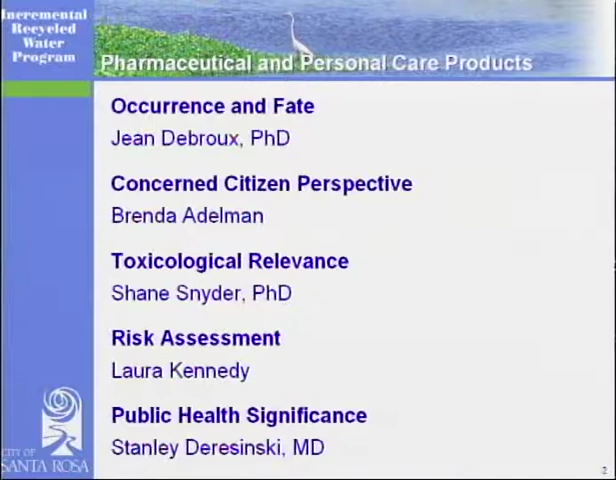 Incremental
Recycled
Water
Program
Pharmaceutical and Personal Care Products
Occurrence and Fate
Jean Debroux, PhD
Concerned Citizen Perspective
Brenda Adelman
Toxicological Relevance
Shane Snyder, PhD
Risk Assessment
Laura Kennedy
Public Health Significance
Stanley Deresinski, MD
CITY OF
SANTA ROSA
2